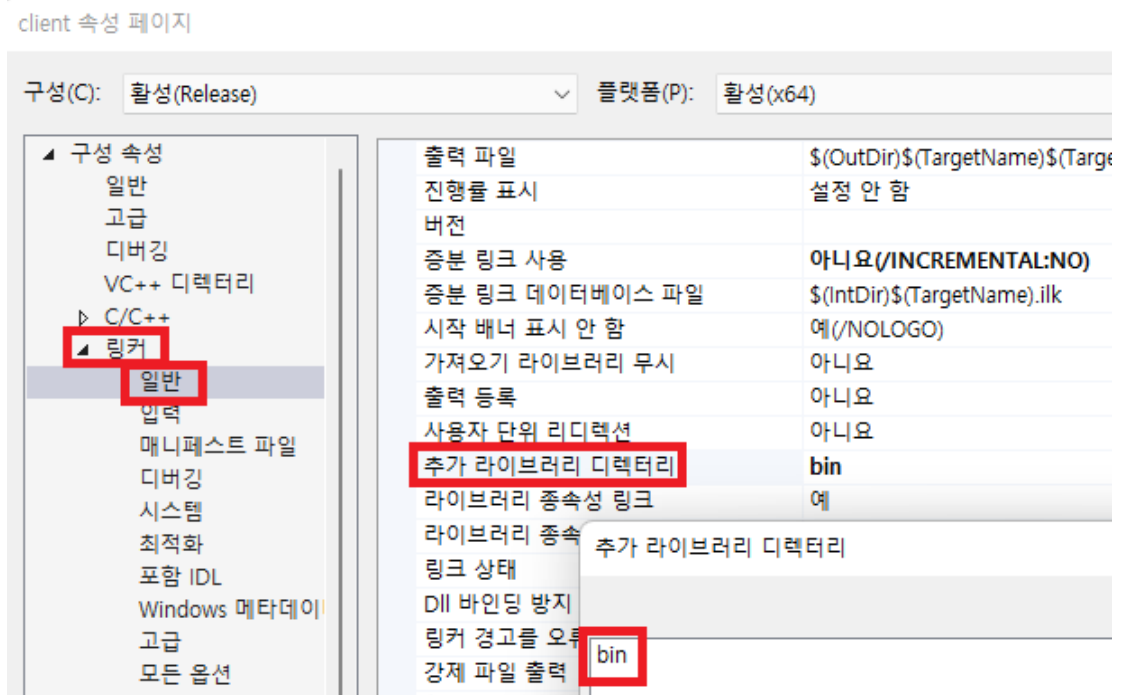 client 속성 페이지
구성(C): 활성(Release) 플랫폼(P): 활성(x64)
구성 속성
일반
고급
디버깅
VC++ 디렉터리
C/C++
링커
일반
입력
매니페스트 파일
디버깅
시스템
최적화
포함 IDL
Windows 메타데이
고급
모든 옵션
출력 파일 $(OutDir)$(TargetName)$(Targe
진행률 표시 설정 안 함
버전
증분 링크 사용 아니요(/INCREMENTAL:NO)
증분 링크 데이터베이스 파일 $(IntDir)$(TargetName).ilk
시작 배너 표시 안 함 예(/NOLOGO)
가져오기 라이브러리 무시 아니요
출력 등록 아니요
사용자 단위 리디렉션 아니요
추가 라이브러리 디렉터리 bin
라이브러리 종속성 링크 예
라이브러리 종속
링크 상태
Dll 바인딩 방지
링커 경고를 오류
강제 파일 출력
추가 라이브러리 디렉터리
bin